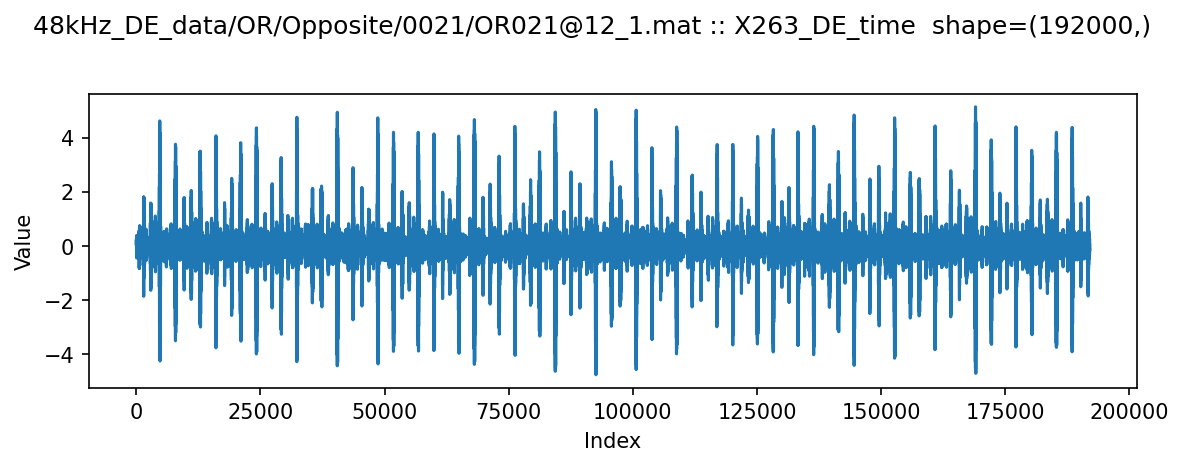 48kHz_DE_data/OR/Opposite/0021/OR021@12_1.mat :: X263_DE_time  shape=(192000,)
4
2
0
−2
−4
Value
0 25000 50000 75000 100000 125000 150000 175000 200000
Index